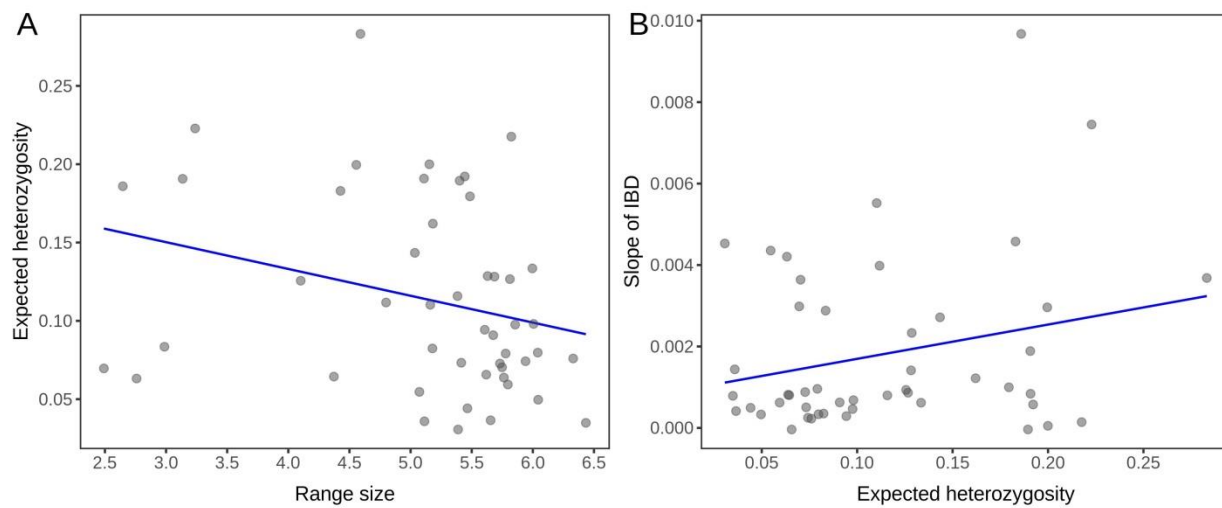 A
Expected heterozygosity
0.25
0.20
0.15
0.10
0.05
2.5 3.0 3.5 4.0 4.5 5.0 5.5 6.0 6.5
Range size
B
Slope of IBD
0.010
0.008
0.006
0.004
0.002
0.000
0.05 0.10 0.15 0.20 0.25
Expected heterozygosity